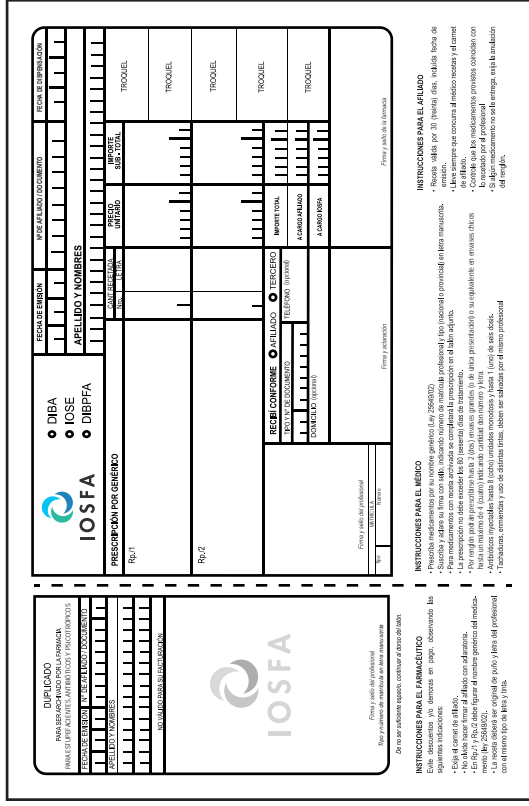 DUPLICADO
PARA SER ARCHIVADO POR LA FARMACIA
PARA ESTUPEFACIENTES, ANTIBIÓTICOS Y PSICOTRÓPICOS
FECHA DE EMISIÓN
N° DE AFILIADO / DOCUMENTO
APELLIDO Y NOMBRES
NO VALIDO PARA SU FACTURACIÓN
IOSFA
Firma y sello del profesional
Tipo y número de matrícula en letra manuscrita
De no ser suficiente espacio, continuar al dorso del talón.
INSTRUCCIONES PARA EL FARMACÉUTICO
Evite descuentos y/o demoras en pago, observando las
siguientes indicaciones:
• Exija el carnet de afiliado.
• No olvide hacer firmar al afiliado con aclaratoria.
• En Rp./1 y Rp./2 debe figurar el nombre genérico del medica-
mento (ley 25649/02).
• La receta deberá ser original de puño y letra del profesional
con el mismo tipo de letra y tinta.
IOSFA
DIBA
IOSE
DIBPFA
FECHA DE EMISIÓN
N° DE AFILIADO / DOCUMENTO
FECHA DE DISPENSACIÓN
APELLIDO Y NOMBRES
PRESCRIPCIÓN POR GENÉRICO
CANT. RECETADA
Nro.
LETRA
PRECIO
UNITARIO
IMPORTE
SUB - TOTAL
Rp./1
Rp./2
TROQUEL
TROQUEL
TROQUEL
TROQUEL
TROQUEL
RECIBÍ CONFORME
AFILIADO
TERCERO
TIPO Y N° DE DOCUMENTO
TELÉFONO (opcional)
DOMICILIO (opcional)
IMPORTE TOTAL
A CARGO AFILIADO
A CARGO IOSFA
Firma y sello del profesional
MATRÍCULA
Tipo
Número
Firma y aclaración
Firma y sello de la farmacia
INSTRUCCIONES PARA EL MÉDICO
• Prescriba medicamentos por su nombre genérico (Ley 25649/02)
• Suscriba y aclare su firma con sello, indicando número de matrícula profesional y tipo (nacional o provincial) en letra manuscrita.
• Para medicamentos con receta archivada se completará la prescripción en el talón adjunto.
• La prescripción no debe exceder los 60 (sesenta) días de tratamiento.
• Por renglón podrán prescribirse hasta 2 (dos) envases grandes (o de única presentación) o su equivalente en envases chicos
hasta un máximo de 4 (cuatro) indicando cantidad don número y letra.
• Antibióticos inyectables hasta 8 (ocho) unidades monodosis y hasta 1 (uno) de seis dosis.
• Tachaduras, enmiendas y uso de distintas tintas, deben ser salvadas por el mismo profesional
INSTRUCCIONES PARA EL AFILIADO
• Receta válida por 30 (treinta) días, incluida fecha de
emisión.
• Lleve siempre que concurra al médico recetas y el carnet
de afiliado.
• Controle que los medicamentos provistos coincidan con
lo recetado por el profesional
• Si algún medicamento no se le entrega, exija la anulación
del renglón.